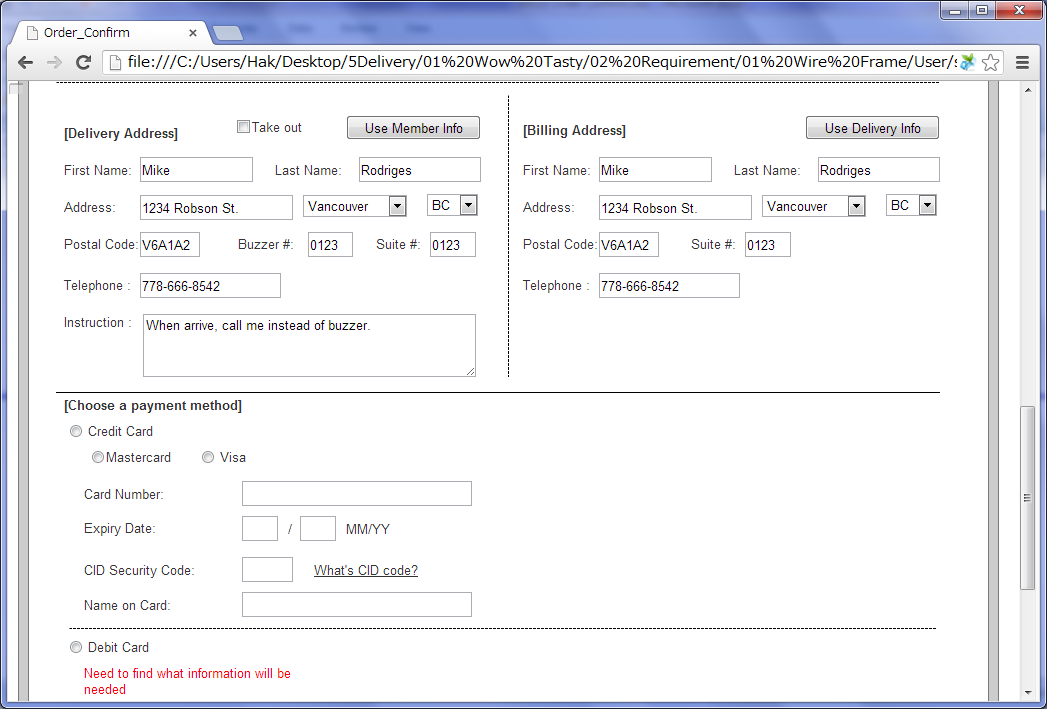 Order_Confirm
file:///C:/Users/Hak/Desktop/5Delivery/01%20Wow%20Tasty/02%20Requirement/01%20Wire%20Frame/User/s
[Delivery Address] Take out Use Member Info
First Name: Mike Last Name: Rodriges
Address: 1234 Robson St. Vancouver BC
Postal Code: V6A1A2 Buzzer #: 0123 Suite #: 0123
Telephone : 778-666-8542
Instruction : When arrive, call me instead of buzzer.
[Billing Address] Use Delivery Info
First Name: Mike Last Name: Rodriges
Address: 1234 Robson St. Vancouver BC
Postal Code: V6A1A2 Suite #: 0123
Telephone : 778-666-8542
[Choose a payment method]
Credit Card
Mastercard Visa
Card Number:
Expiry Date: / MM/YY
CID Security Code: What's CID code?
Name on Card:
Debit Card
Need to find what information will be
needed